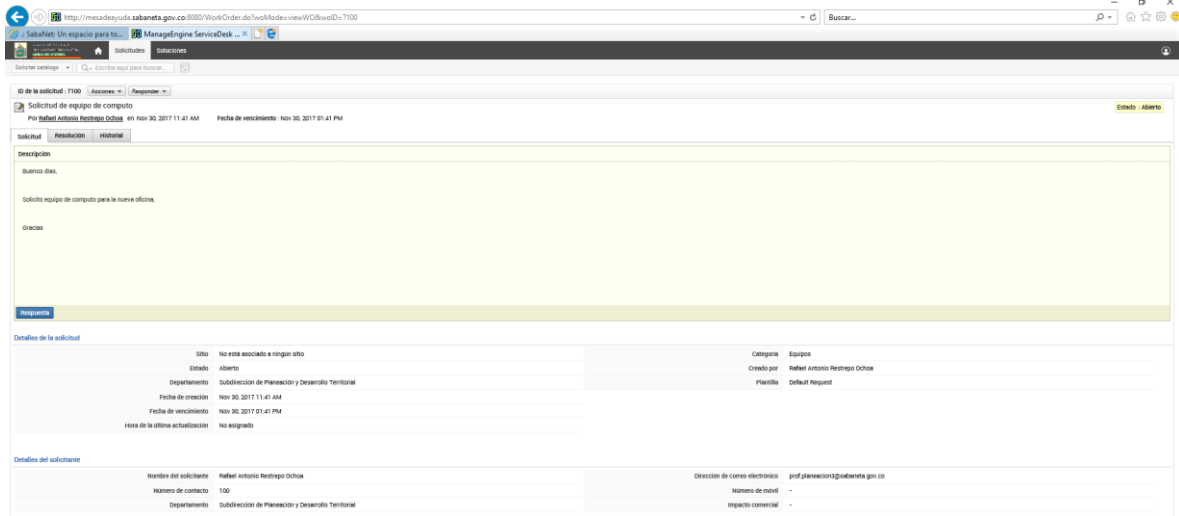 http://mesadeayuda.sabaneta.gov.co:8080/WorkOrder.do?woMode=viewWO&woID=7100 Buscar...
.: SabaNet: Un espacio para to... ManageEngine ServiceDesk ...
Solicitudes Soluciones
Solicitar catálogo Escriba aquí para buscar...
ID de la solicitud : 7100 Acciones Responder
Solicitud de equipo de computo
Estado : Abierto
Por Rafael Antonio Restrepo Ochoa en Nov 30, 2017 11:41 AM Fecha de vencimiento : Nov 30, 2017 01:41 PM
Solicitud Resolución Historial
Descripción
Buenos dias,
Solicito equipo de computo para la nueva oficina,
Gracias
Respuesta
Detalles de la solicitud
Sitio No está asociado a ningún sitio Categoría Equipos
Estado Abierto Creado por Rafael Antonio Restrepo Ochoa
Departamento Subdirección de Planeación y Desarrollo Territorial Plantilla Default Request
Fecha de creación Nov 30, 2017 11:41 AM
Fecha de vencimiento Nov 30, 2017 01:41 PM
Hora de la última actualización No asignado
Detalles del solicitante
Nombre del solicitante Rafael Antonio Restrepo Ochoa Dirección de correo electrónico prof.planeacion3@sabaneta.gov.co
Número de contacto 100 Número de móvil -
Departamento Subdirección de Planeación y Desarrollo Territorial Impacto comercial -